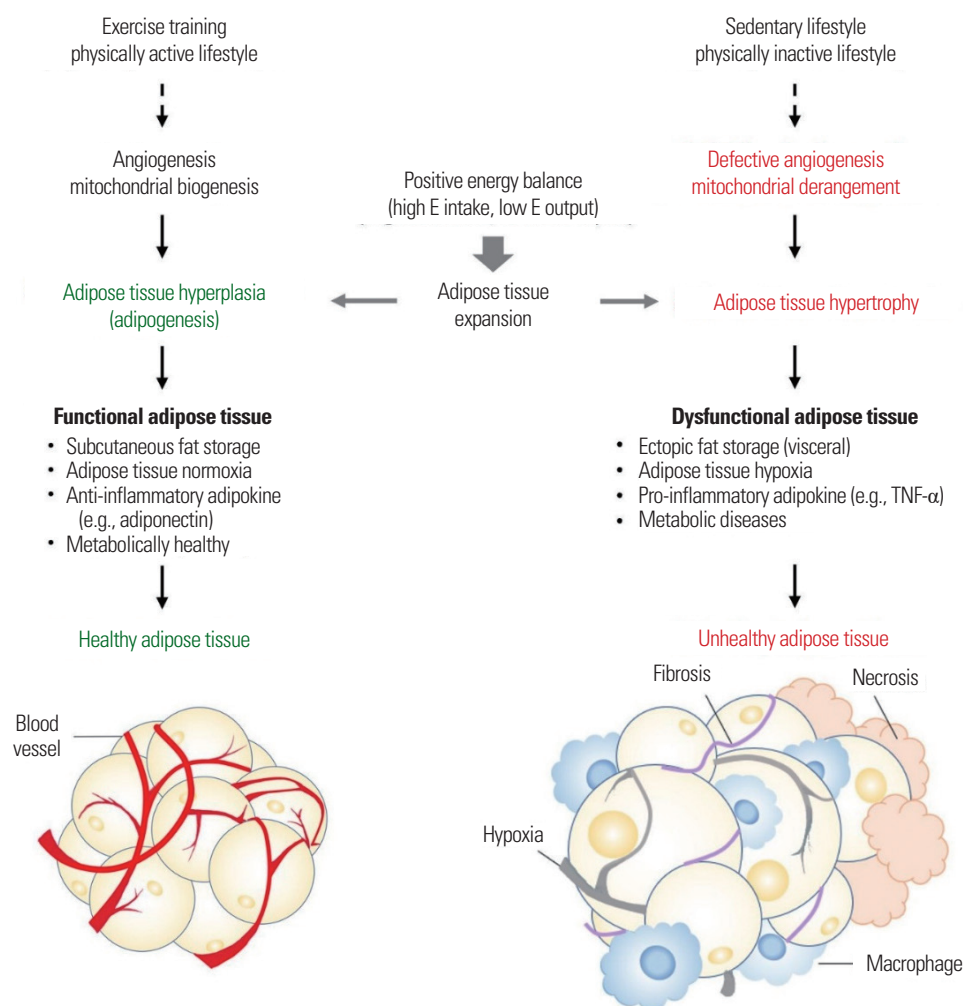 Exercise training
physically active lifestyle
Sedentary lifestyle
physically inactive lifestyle
Angiogenesis
mitochondrial biogenesis
Positive energy balance
(high E intake, low E output)
Defective angiogenesis
mitochondrial derangement
Adipose tissue hyperplasia
(adipogenesis)
Adipose tissue
expansion
Adipose tissue hypertrophy
Functional adipose tissue
• Subcutaneous fat storage
• Adipose tissue normoxia
• Anti-inflammatory adipokine
(e.g., adiponectin)
• Metabolically healthy
Dysfunctional adipose tissue
• Ectopic fat storage (visceral)
• Adipose tissue hypoxia
• Pro-inflammatory adipokine (e.g., TNF-α)
• Metabolic diseases
Healthy adipose tissue
Unhealthy adipose tissue
Blood
vessel
Fibrosis
Necrosis
Hypoxia
Macrophage